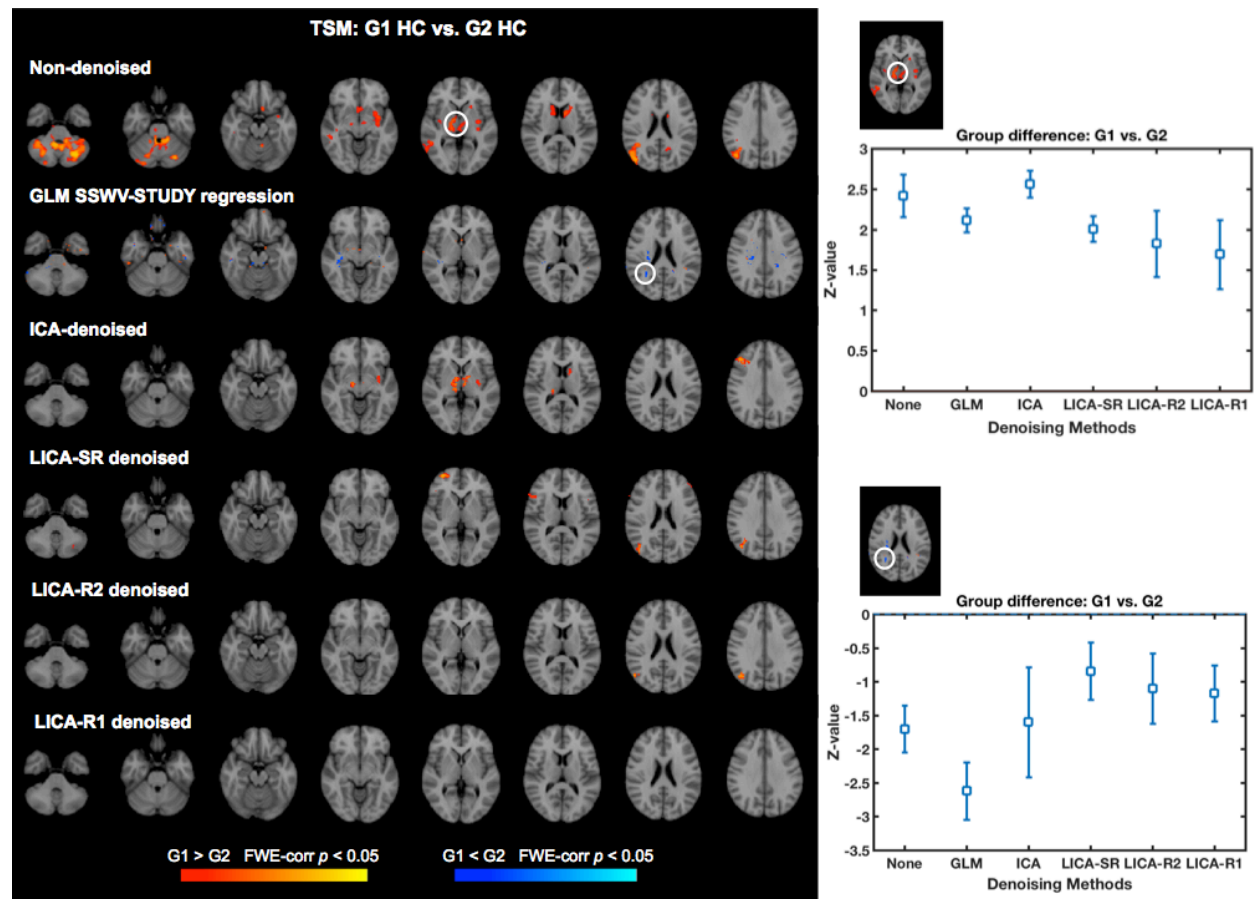 TSM: G1 HC vs. G2 HC
Non-denoised
GLM SSWV-STUDY regression
ICA-denoised
LICA-SR denoised
LICA-R2 denoised
LICA-R1 denoised
G1 > G2 FWE-corr p < 0.05
G1 < G2 FWE-corr p < 0.05
Group difference: G1 vs. G2
3
2.5
2
1.5
1
0.5
0
Z-value
None GLM ICA LICA-SR LICA-R2 LICA-R1
Denoising Methods
Group difference: G1 vs. G2
0
-0.5
-1
-1.5
-2
-2.5
-3
-3.5
Z-value
None GLM ICA LICA-SR LICA-R2 LICA-R1
Denoising Methods